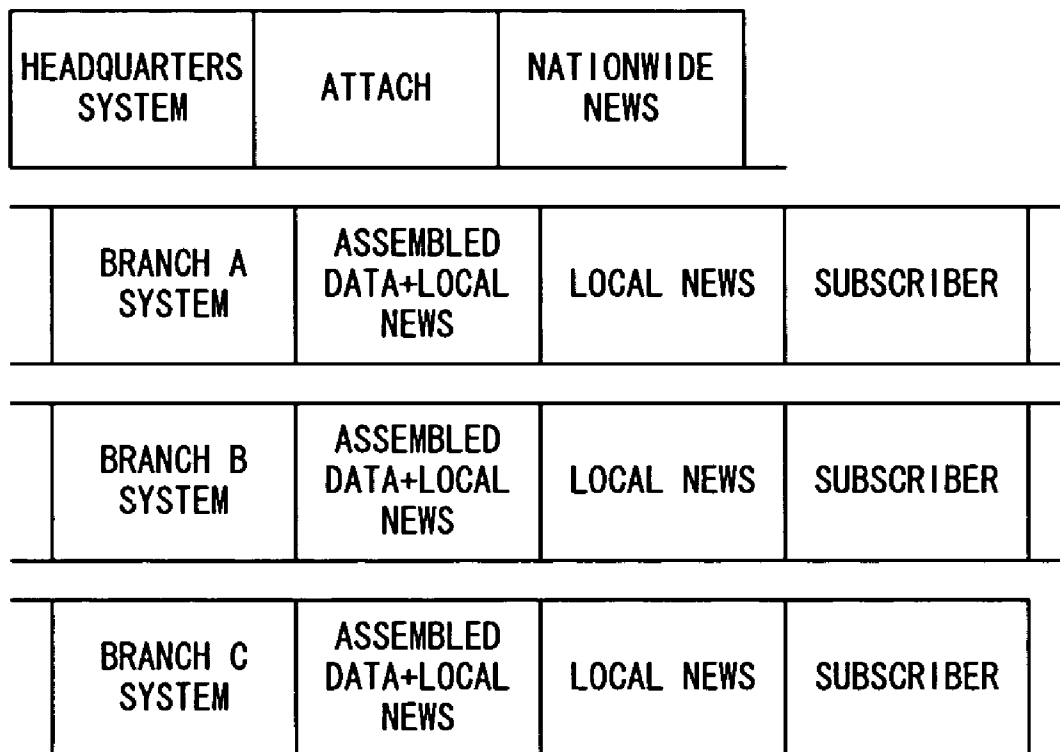 HEADQUARTERS
SYSTEM
ATTACH
NATIONWIDE
NEWS
BRANCH A
SYSTEM
ASSEMBLED
DATA+LOCAL
NEWS
LOCAL NEWS
SUBSCRIBER
BRANCH B
SYSTEM
ASSEMBLED
DATA+LOCAL
NEWS
LOCAL NEWS
SUBSCRIBER
BRANCH C
SYSTEM
ASSEMBLED
DATA+LOCAL
NEWS
LOCAL NEWS
SUBSCRIBER